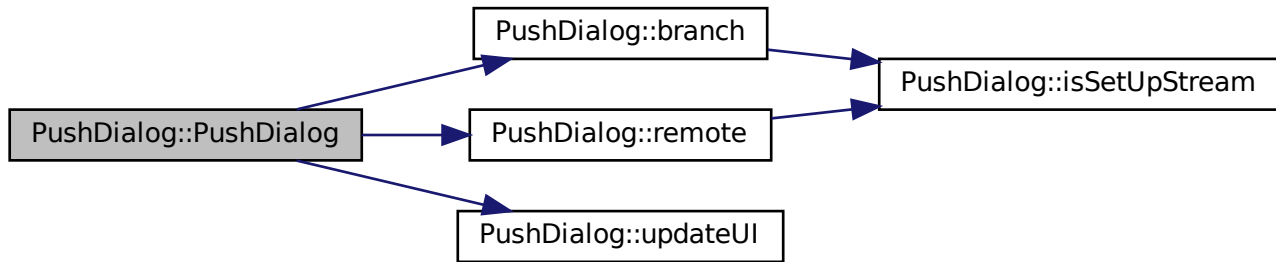 PushDialog::branch
PushDialog::isSetUpStream
PushDialog::PushDialog
PushDialog::remote
PushDialog::updateUI